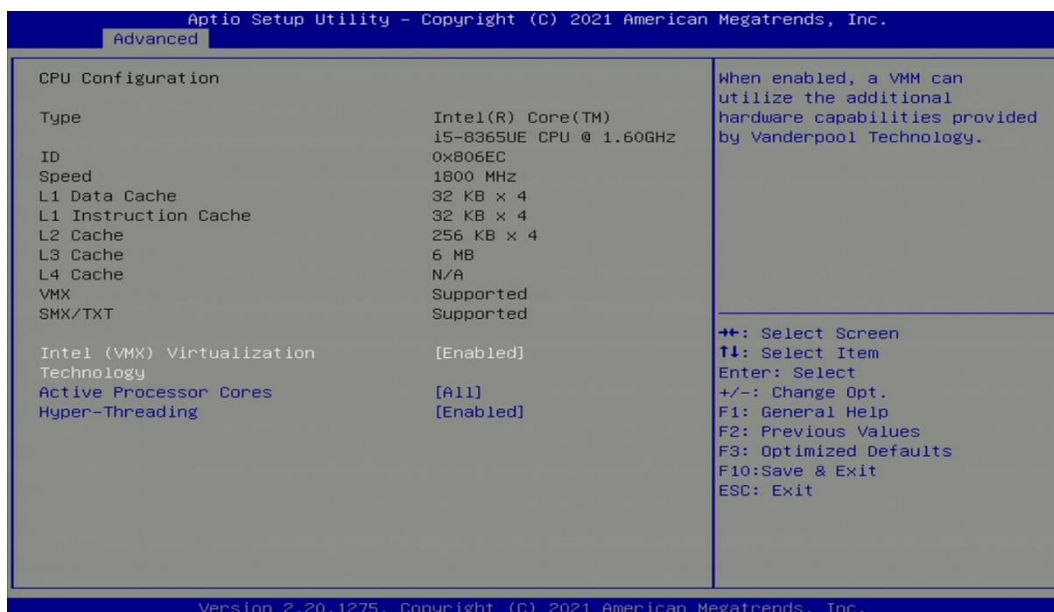 Aptio Setup Utility – Copyright (C) 2021 American Megatrends, Inc.
Advanced
CPU Configuration
Type Intel(R) Core(TM)
i5-8365UE CPU @ 1.60GHz
ID 0x806EC
Speed 1800 MHz
L1 Data Cache 32 KB x 4
L1 Instruction Cache 32 KB x 4
L2 Cache 256 KB x 4
L3 Cache 6 MB
L4 Cache N/A
VMX Supported
SMX/TXT Supported
Intel (VMX) Virtualization [Enabled]
Technology
Active Processor Cores [All]
Hyper-Threading [Enabled]
When enabled, a VMM can
utilize the additional
hardware capabilities provided
by Vanderpool Technology.
→←: Select Screen
↑↓: Select Item
Enter: Select
+/-: Change Opt.
F1: General Help
F2: Previous Values
F3: Optimized Defaults
F10:Save & Exit
ESC: Exit
Version 2.20.1275. Copyright (C) 2021 American Megatrends, Inc.